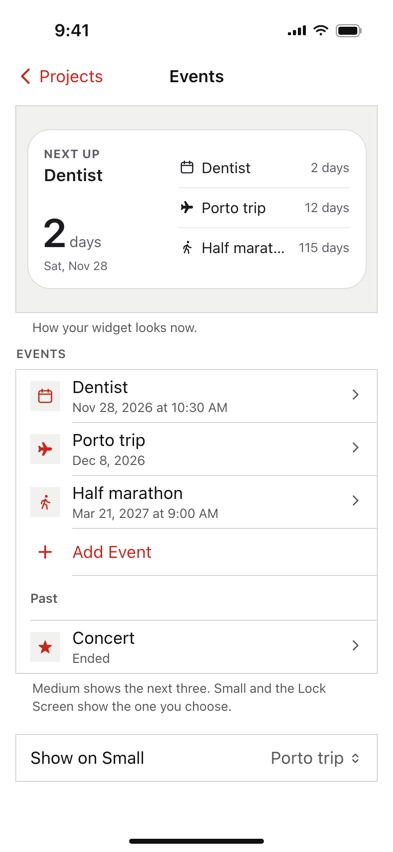 9:41
Projects
Events
NEXT UP
Dentist
2 days
Sat, Nov 28
Dentist 2 days
Porto trip 12 days
Half marat... 115 days
How your widget looks now.
EVENTS
Dentist
Nov 28, 2026 at 10:30 AM
Porto trip
Dec 8, 2026
Half marathon
Mar 21, 2027 at 9:00 AM
Add Event
Past
Concert
Ended
Medium shows the next three. Small and the Lock
Screen show the one you choose.
Show on Small Porto trip